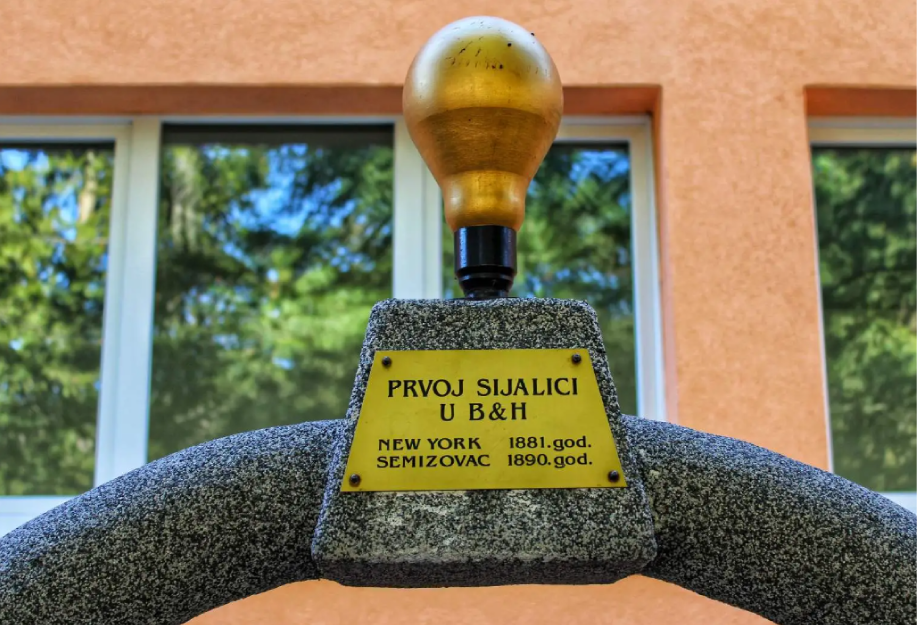 PRVOJ SIJALICI
U B&H
NEW YORK 1881.god.
SEMIZOVAC 1890.god.